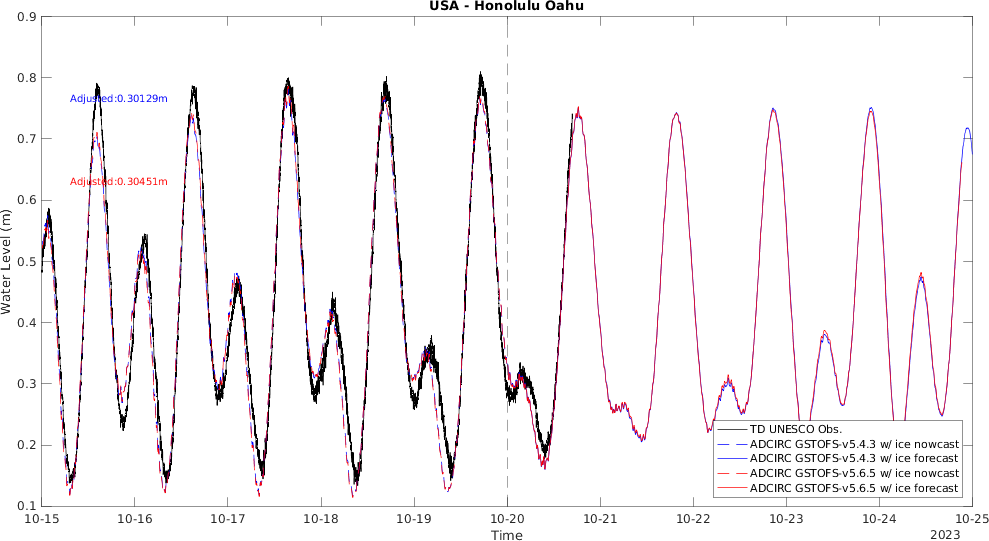 USA - Honolulu Oahu
0.9
0.8
0.7
0.6
0.5
0.4
0.3
0.2
0.1
Water Level (m)
Adjusted:0.30129m
Adjusted:0.30451m
TD UNESCO Obs.
ADCIRC GSTOFS-v5.4.3 w/ ice nowcast
ADCIRC GSTOFS-v5.4.3 w/ ice forecast
ADCIRC GSTOFS-v5.6.5 w/ ice nowcast
ADCIRC GSTOFS-v5.6.5 w/ ice forecast
10-15 10-16 10-17 10-18 10-19 10-20 10-21 10-22 10-23 10-24 10-25
Time
2023